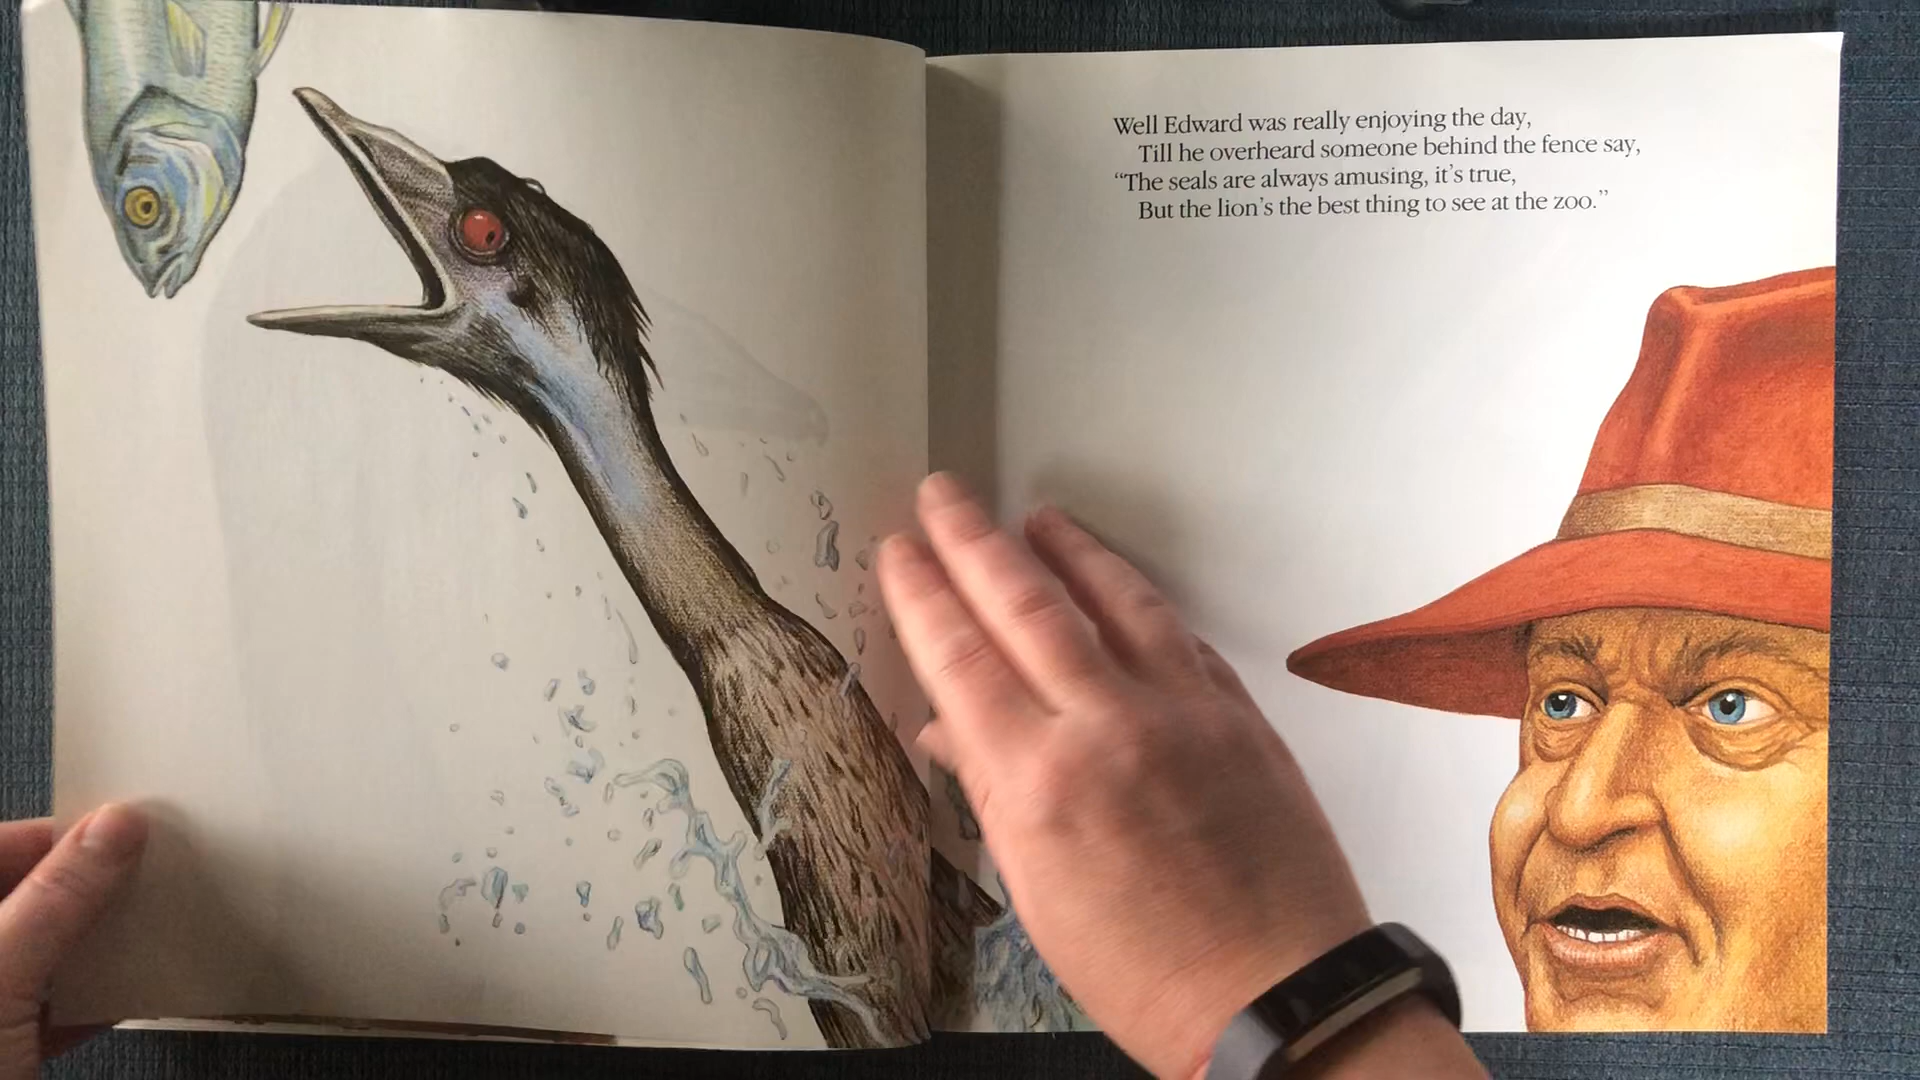 Well Edward was really enjoying the day,
Till he overheard someone behind the fence say,
“The seals are always amusing, it’s true,
But the lion’s the best thing to see at the zoo.”